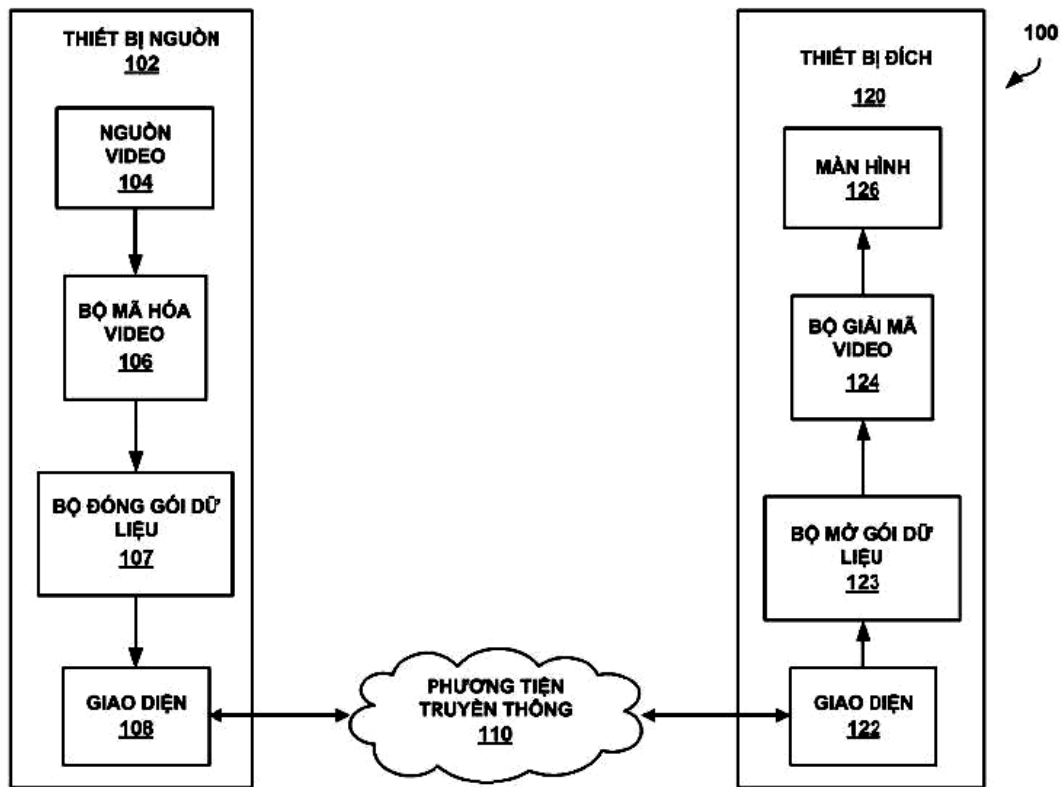 THIẾT BỊ NGUỒN
102
NGUỒN
VIDEO
104
BỘ MÃ HÓA
VIDEO
106
BỘ ĐÓNG GÓI DỮ
LIỆU
107
GIAO DIỆN
108
PHƯƠNG TIỆN
TRUYỀN THÔNG
110
100
THIẾT BỊ ĐÍCH
120
MÀN HÌNH
126
BỘ GIẢI MÃ
VIDEO
124
BỘ MỞ GÓI DỮ
LIỆU
123
GIAO DIỆN
122